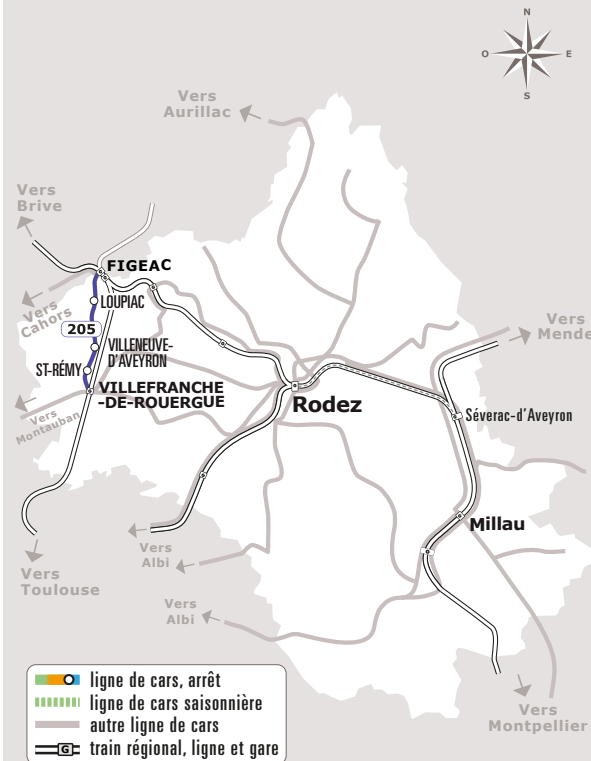 N
O
E
S
Vers
Aurillac
Vers
Brive
FIGEAC
LOUPIAC
Vers
Cahors
205
VILLENEUVE-
D'AVEYRON
ST-RÉMY
VILLEFRANCHE
-DE-ROUERGUE
Vers
Montauban
Vers
Mende
Rodez
Séverac-d'Aveyron
Millau
Vers
Toulouse
Vers
Albi
Vers
Albi
Vers
Montpellier
ligne de cars, arrêt
ligne de cars saisonnière
autre ligne de cars
G train régional, ligne et gare